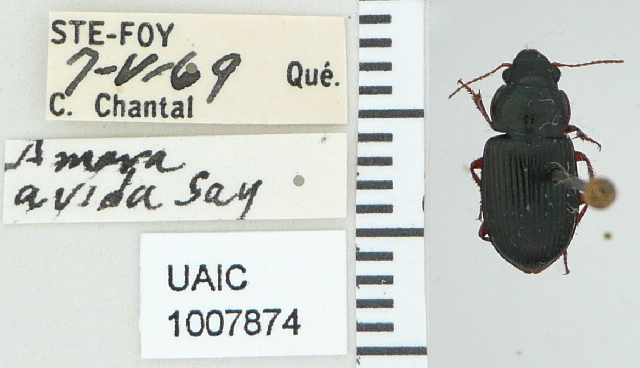 STE-FOY
7-V-69 Qué.
C. Chantal
Amara
avida Say
UAIC
1007874